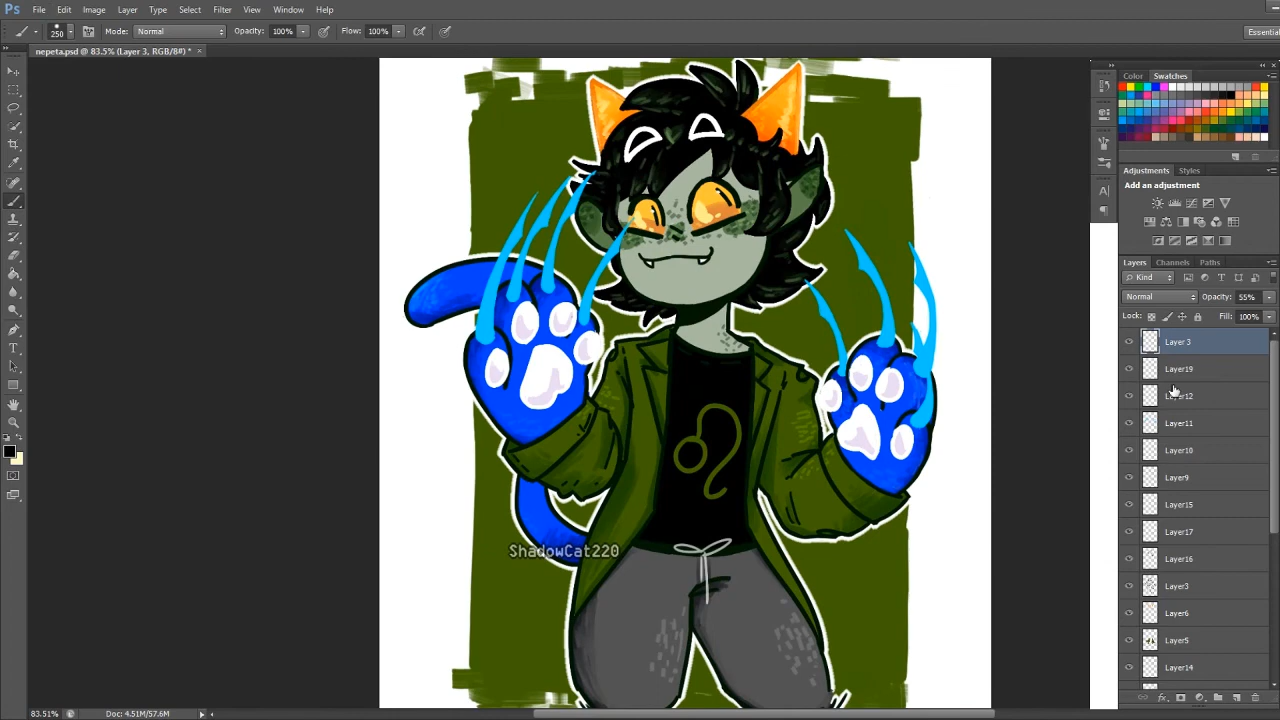 Ps File Edit Image Layer Type Select Filter View Window Help
250 Mode: Normal Opacity: 100% Flow: 100% Essential
nepeta.psd @ 83.5% (Layer 3, RGB/8#) * ×
Color Swatches
Adjustments Styles
Add an adjustment
Layers Channels Paths
Kind
Normal Opacity: 55%
Lock: Fill: 100%
Layer 3
Layer19
Layer12
Layer11
Layer10
Layer9
Layer15
Layer17
Layer16
Layer3
Layer6
Layer5
Layer14
ShadowCat220
83.51% Doc: 4.51M/57.6M